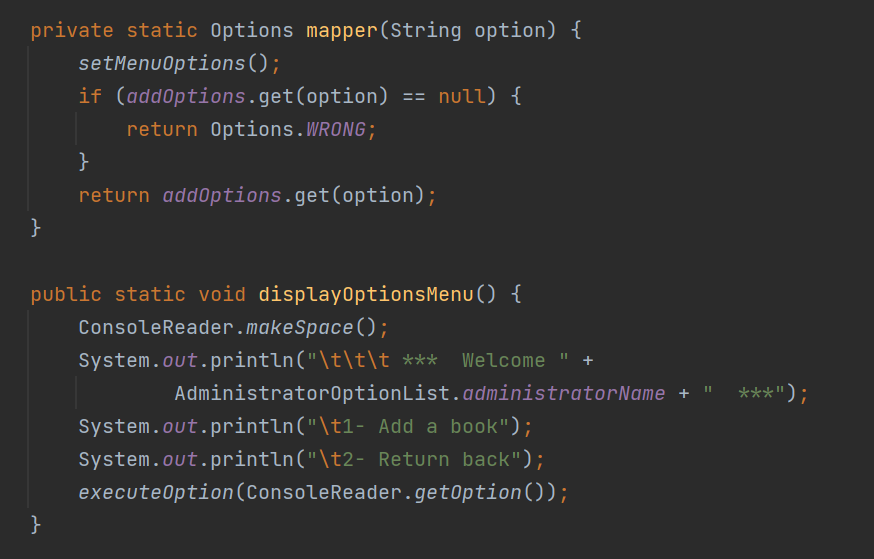 private static Options mapper(String option) {
    setMenuOptions();
    if (addOptions.get(option) == null) {
        return Options.WRONG;
    }
    return addOptions.get(option);
}

public static void displayOptionsMenu() {
    ConsoleReader.makeSpace();
    System.out.println("\t\t\t ***  Welcome " +
            AdministratorOptionList.administratorName + "  ***");
    System.out.println("\t1- Add a book");
    System.out.println("\t2- Return back");
    executeOption(ConsoleReader.getOption());
}